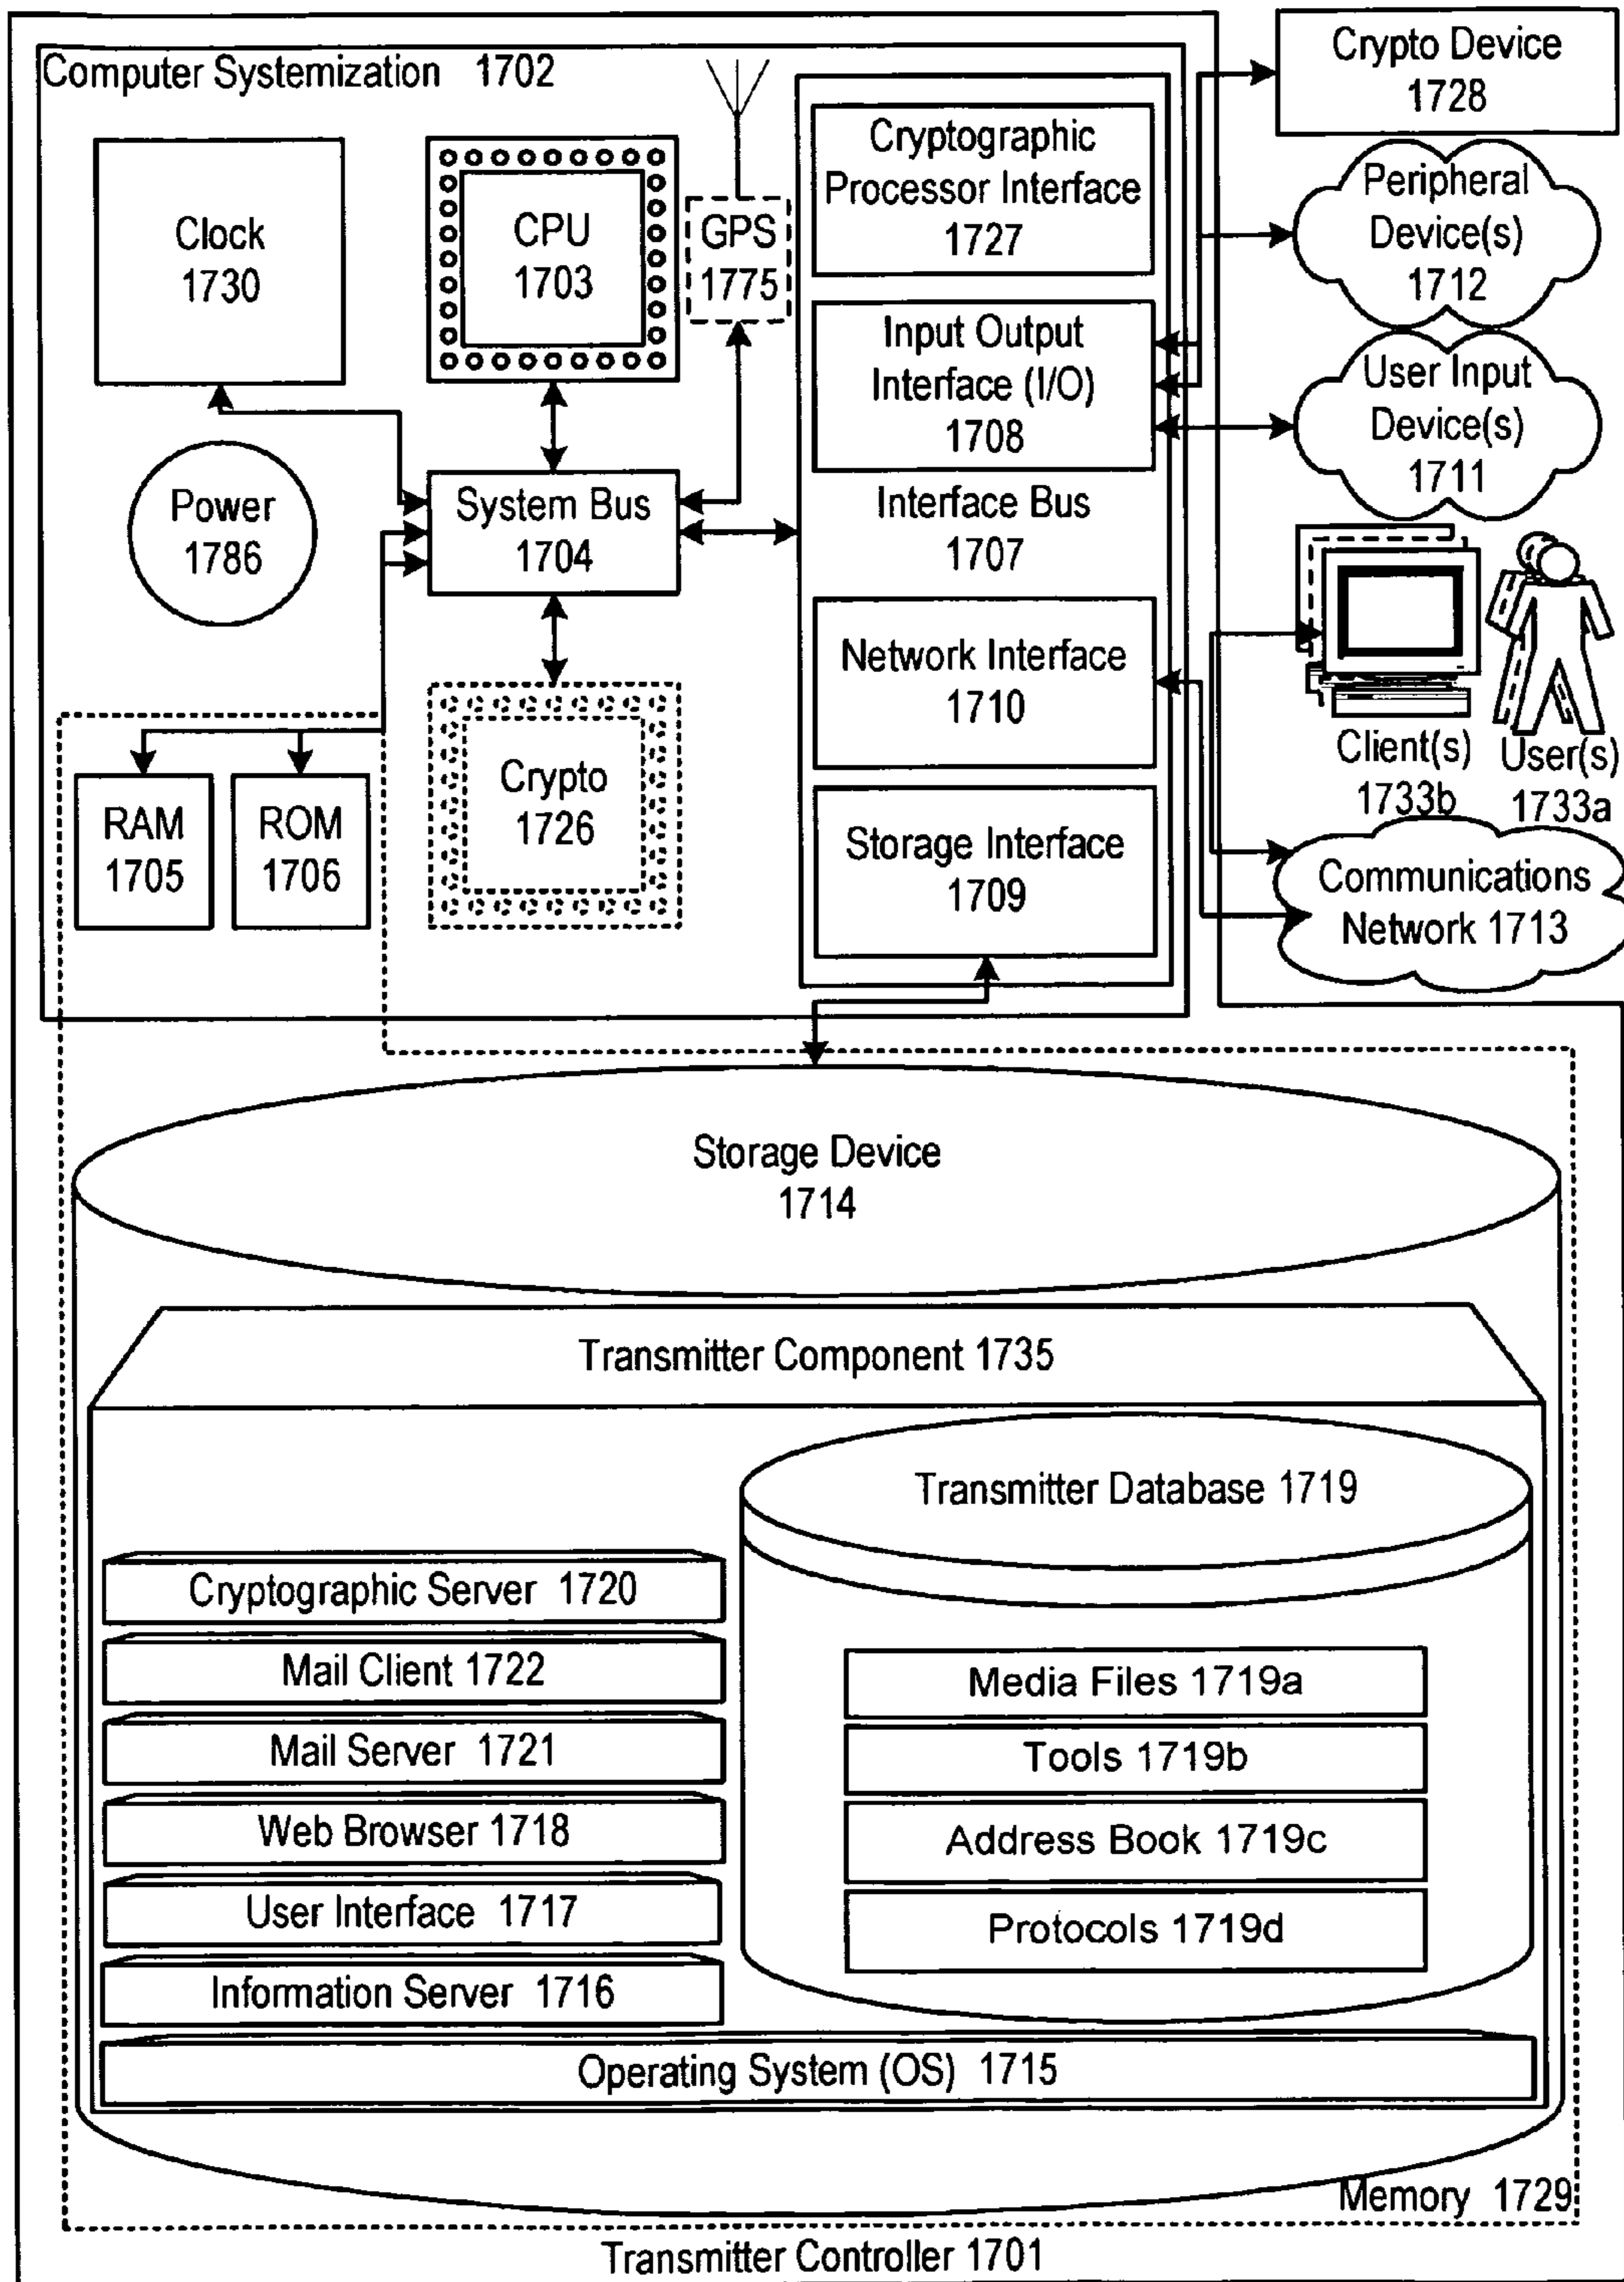 Computer Systemization 1702
Crypto Device
1728
Clock
1730
CPU
1703
GPS
1775
Cryptographic
Processor Interface
1727
Peripheral
Device(s)
1712
Input Output
Interface (I/O)
1708
User Input
Device(s)
1711
Power
1786
System Bus
1704
Interface Bus
1707
Network Interface
1710
Client(s)
1733b
User(s)
1733a
RAM
1705
ROM
1706
Crypto
1726
Storage Interface
1709
Communications
Network 1713
Storage Device
1714
Transmitter Component 1735
Transmitter Database 1719
Cryptographic Server 1720
Mail Client 1722
Mail Server 1721
Web Browser 1718
User Interface 1717
Information Server 1716
Media Files 1719a
Tools 1719b
Address Book 1719c
Protocols 1719d
Operating System (OS) 1715
Memory 1729
Transmitter Controller 1701